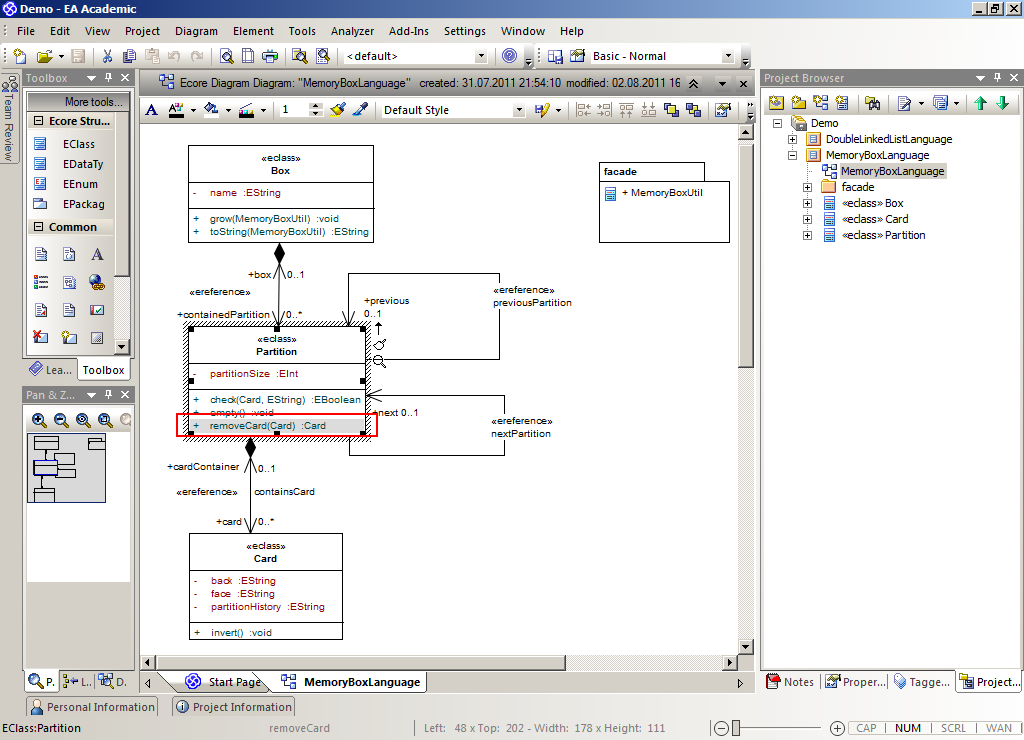 Demo - EA Academic
File Edit View Project Diagram Element Tools Analyzer Add-Ins Settings Window Help
<default>
Basic - Normal
Team Review
Toolbox
More tools...
Ecore Stru...
EClass
EDataTy
EEnum
EPackag
Common
Lea...
Toolbox
Pan & Z...
P.
L..
D.
Ecore Diagram Diagram: "MemoryBoxLanguage" created: 31.07.2011 21:54:10 modified: 02.08.2011 16
A
1
Default Style
«eclass»
Box
- name :EString
+ grow(MemoryBoxUtil) :void
+ toString(MemoryBoxUtil) :EString
facade
+ MemoryBoxUtil
+box
0..1
«ereference»
+containedPartition
0..*
+previous
0..1
«ereference»
previousPartition
«eclass»
Partition
- partitionSize :EInt
+ check(Card, EString) :EBoolean
+ empty() :void
+ removeCard(Card) :Card
+next 0..1
«ereference»
nextPartition
+cardContainer
0..1
«ereference»
containsCard
+card
0..*
«eclass»
Card
- back :EString
- face :EString
- partitionHistory :EString
+ invert() :void
Start Page
MemoryBoxLanguage
Project Browser
Demo
DoubleLinkedListLanguage
MemoryBoxLanguage
MemoryBoxLanguage
facade
«eclass» Box
«eclass» Card
«eclass» Partition
Notes
Proper...
Tagge...
Project...
Personal Information
Project Information
EClass:Partition
removeCard
Left: 48 x Top: 202 - Width: 178 x Height: 111
CAP
NUM
SCRL
WAN